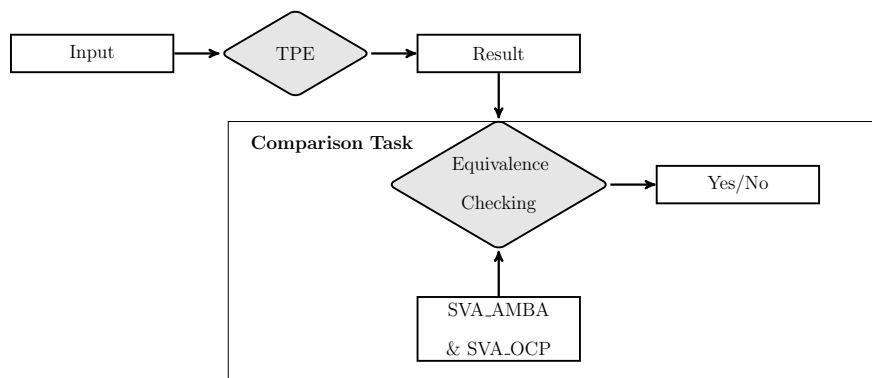 Input
TPE
Result
Comparison Task
Equivalence
Checking
Yes/No
SVA_AMBA
& SVA_OCP